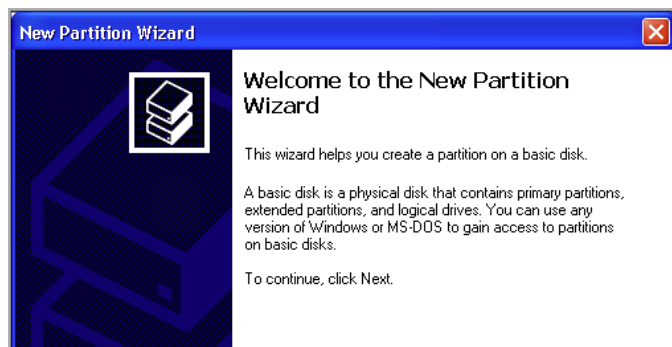 New Partition Wizard
Welcome to the New Partition
Wizard
This wizard helps you create a partition on a basic disk.
A basic disk is a physical disk that contains primary partitions,
extended partitions, and logical drives. You can use any
version of Windows or MS-DOS to gain access to partitions
on basic disks.
To continue, click Next.